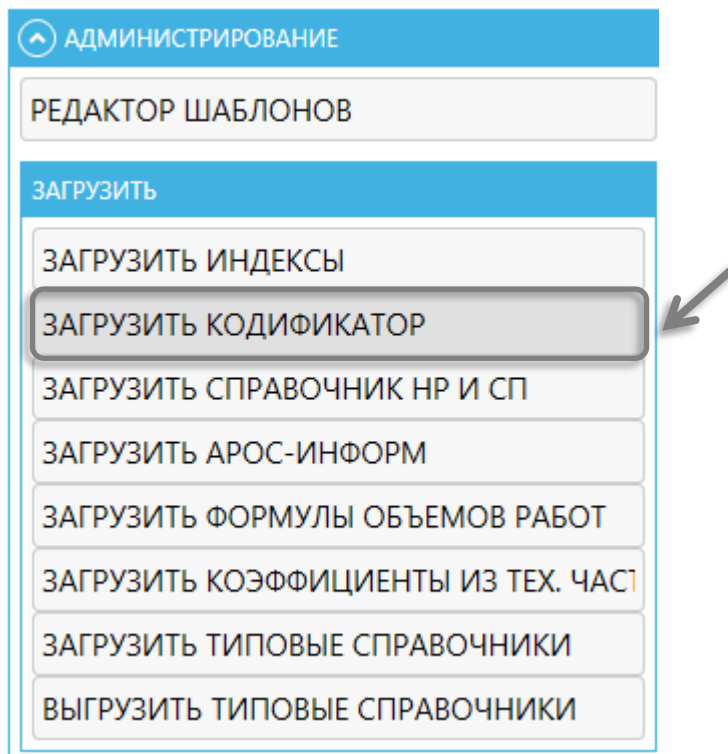 АДМИНИСТРИРОВАНИЕ
РЕДАКТОР ШАБЛОНОВ
ЗАГРУЗИТЬ
ЗАГРУЗИТЬ ИНДЕКСЫ
ЗАГРУЗИТЬ КОДИФИКАТОР
ЗАГРУЗИТЬ СПРАВОЧНИК НР И СП
ЗАГРУЗИТЬ АРОС-ИНФОРМ
ЗАГРУЗИТЬ ФОРМУЛЫ ОБЪЕМОВ РАБОТ
ЗАГРУЗИТЬ КОЭФФИЦИЕНТЫ ИЗ ТЕХ. ЧАСТ
ЗАГРУЗИТЬ ТИПОВЫЕ СПРАВОЧНИКИ
ВЫГРУЗИТЬ ТИПОВЫЕ СПРАВОЧНИКИ